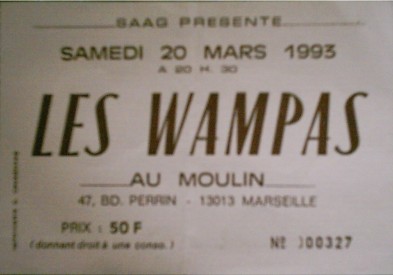 SAAG PRESENTE
SAMEDI 20 MARS 1993
A 20 H. 30
LES WAMPAS
AU MOULIN
47, BD. PERRIN - 13013 MARSEILLE
PRIX : 50 F
(donnant droit à une conso.)
Nº 000327
IMPRIMERIE